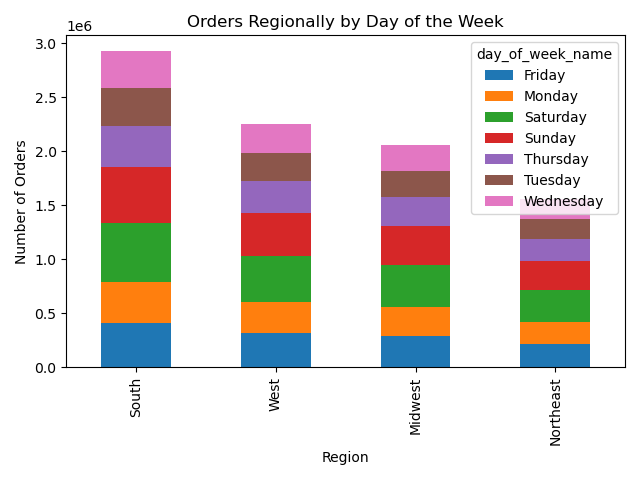 Orders Regionally by Day of the Week
1e6
3.0
2.5
2.0
1.5
1.0
0.5
0.0
Number of Orders
day_of_week_name
Friday
Monday
Saturday
Sunday
Thursday
Tuesday
Wednesday
South
West
Midwest
Northeast
Region